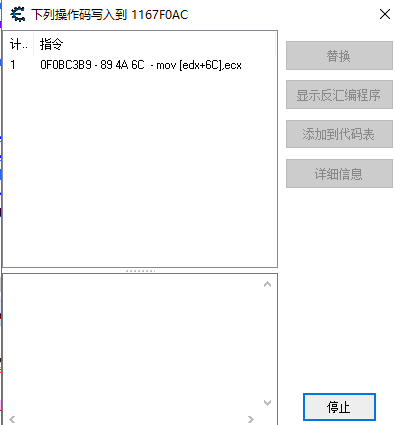 下列操作码写入到 1167F0AC
计.. 指令
1 0F0BC3B9 - 89 4A 6C - mov [edx+6C],ecx
替换
显示反汇编程序
添加到代码表
详细信息
停止